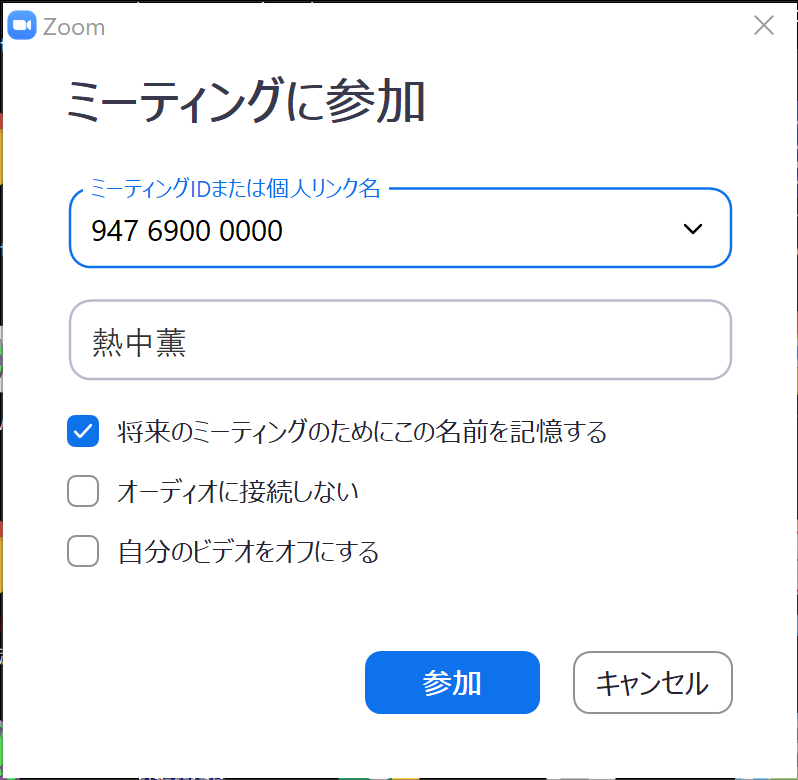 Zoom
ミーティングに参加
ミーティングIDまたは個人リンク名
947 6900 0000
熱中薫
将来のミーティングのためにこの名前を記憶する
オーディオに接続しない
自分のビデオをオフにする
参加
キャンセル